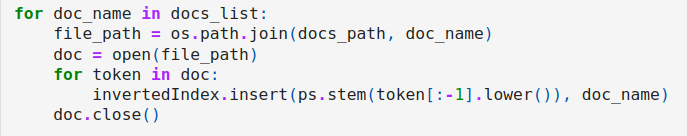 for doc_name in docs_list:
    file_path = os.path.join(docs_path, doc_name)
    doc = open(file_path)
    for token in doc:
        invertedIndex.insert(ps.stem(token[:-1].lower()), doc_name)
    doc.close()